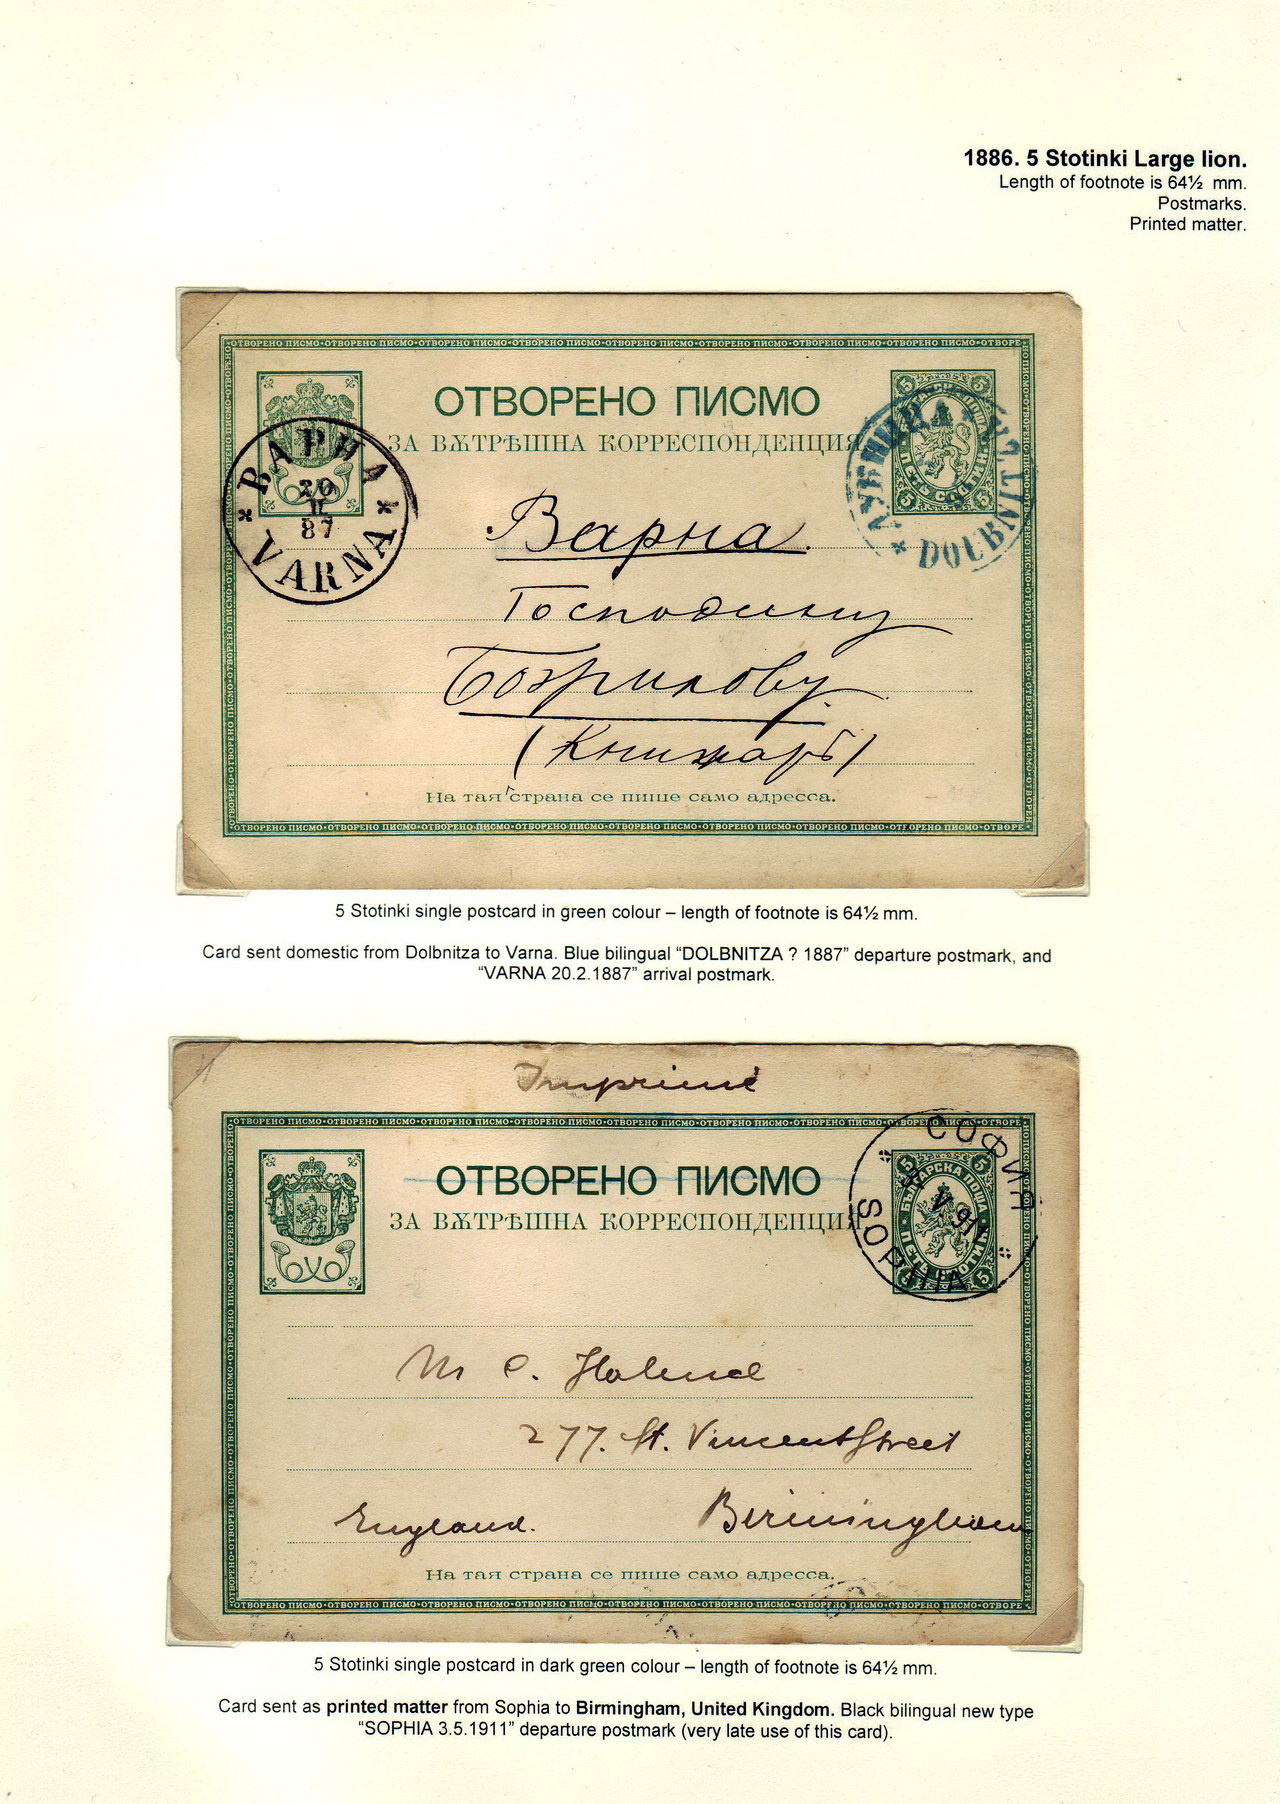 1886. 5 Stotinki Large lion.
Length of footnote is 64½ mm.
Postmarks.
Printed matter.
ОТВОРЕНО ПИСМО
ЗА ВѪТРѢШНА КОРРЕСПОНДЕНЦИЯ
ВАРНА
20
II
87
VARNA
ДУБНИЦА
DOUBNITZA
Варна.
Господину
(Книжарь)
На тая страна се пише само адресса.
5 Stotinki single postcard in green colour – length of footnote is 64½ mm.
Card sent domestic from Dolbnitza to Varna. Blue bilingual “DOLBNITZA ? 1887” departure postmark, and
“VARNA 20.2.1887” arrival postmark.
Imprimé
ОТВОРЕНО ПИСМО
ЗА ВѪТРѢШНА КОРРЕСПОНДЕНЦИЯ
БЪЛГАРСКА ПОЩА
СОФИЯ
SOPHIA
277. St. Vincent Street
England. Birmingham
На тая страна се пише само адресса.
5 Stotinki single postcard in dark green colour – length of footnote is 64½ mm.
Card sent as printed matter from Sophia to Birmingham, United Kingdom. Black bilingual new type
“SOPHIA 3.5.1911” departure postmark (very late use of this card).